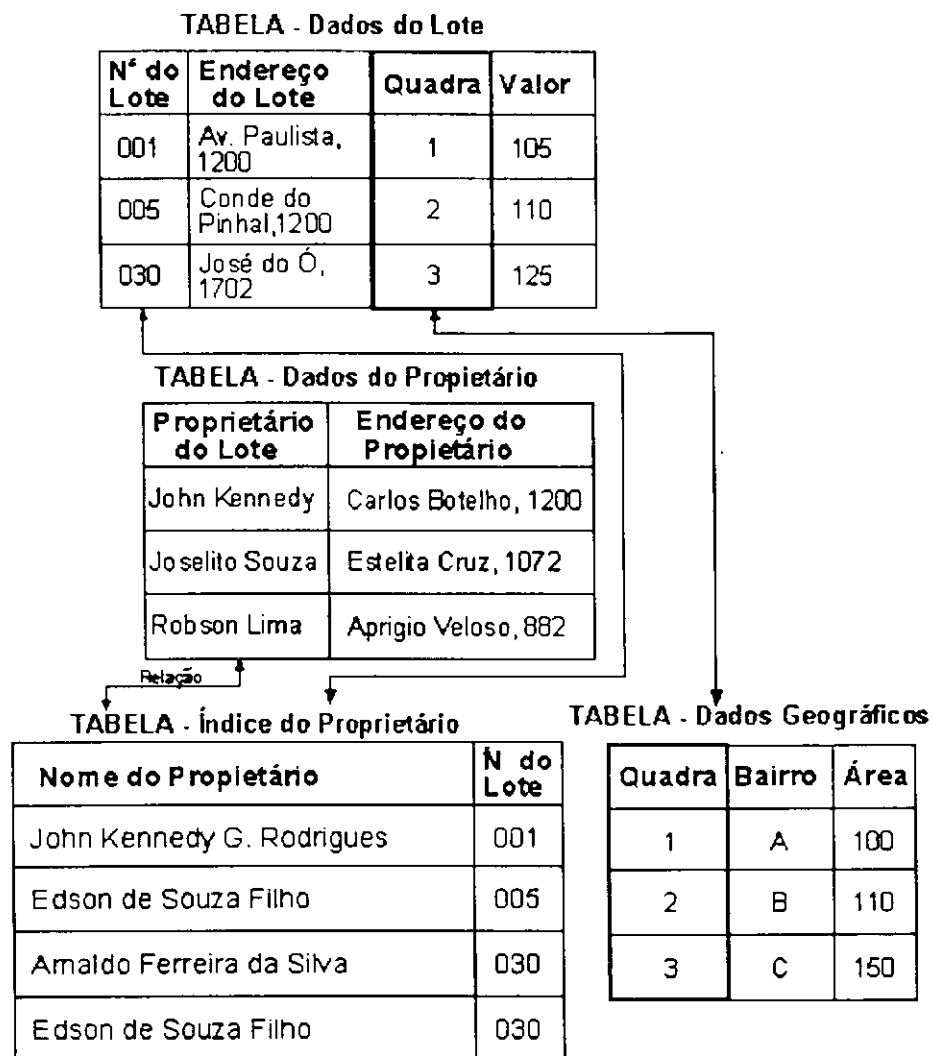 TABELA - Dados do Lote
N° do Lote | Endereço do Lote | Quadra | Valor
001 | Av. Paulista, 1200 | 1 | 105
005 | Conde do Pinhal,1200 | 2 | 110
030 | José do Ó, 1702 | 3 | 125
TABELA - Dados do Propietário
Proprietário do Lote | Endereço do Propietário
John Kennedy | Carlos Botelho, 1200
Joselito Souza | Estelita Cruz, 1072
Robson Lima | Aprigio Veloso, 882
Relação
TABELA - Índice do Proprietário
Nome do Propietário | N do Lote
John Kennedy G. Rodrigues | 001
Edson de Souza Filho | 005
Arnaldo Ferreira da Silva | 030
Edson de Souza Filho | 030
TABELA - Dados Geográficos
Quadra | Bairro | Área
1 | A | 100
2 | B | 110
3 | C | 150